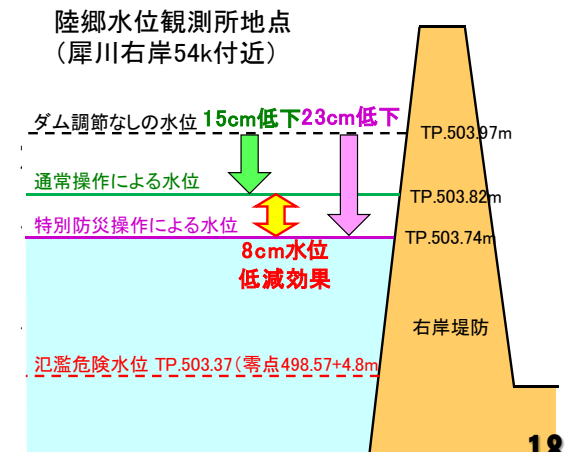 陸郷水位観測所地点
（犀川右岸54k付近）
ダム調節なしの水位
15cm低下
23cm低下
TP.503.97m
通常操作による水位
TP.503.82m
特別防災操作による水位
TP.503.74m
8cm水位
低減効果
右岸堤防
氾濫危険水位 TP.503.37（零点498.57+4.8m
18